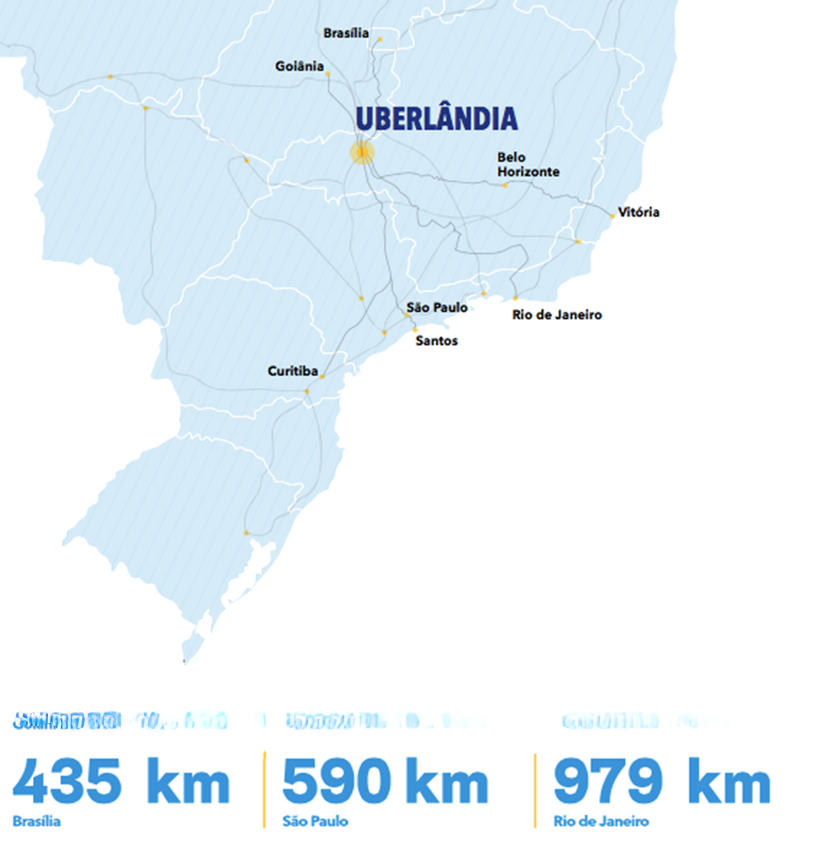 Brasília
Goiânia
UBERLÂNDIA
Belo
Horizonte
Vitória
São Paulo
Rio de Janeiro
Santos
Curitiba
435 km
Brasília
590 km
São Paulo
979 km
Rio de Janeiro